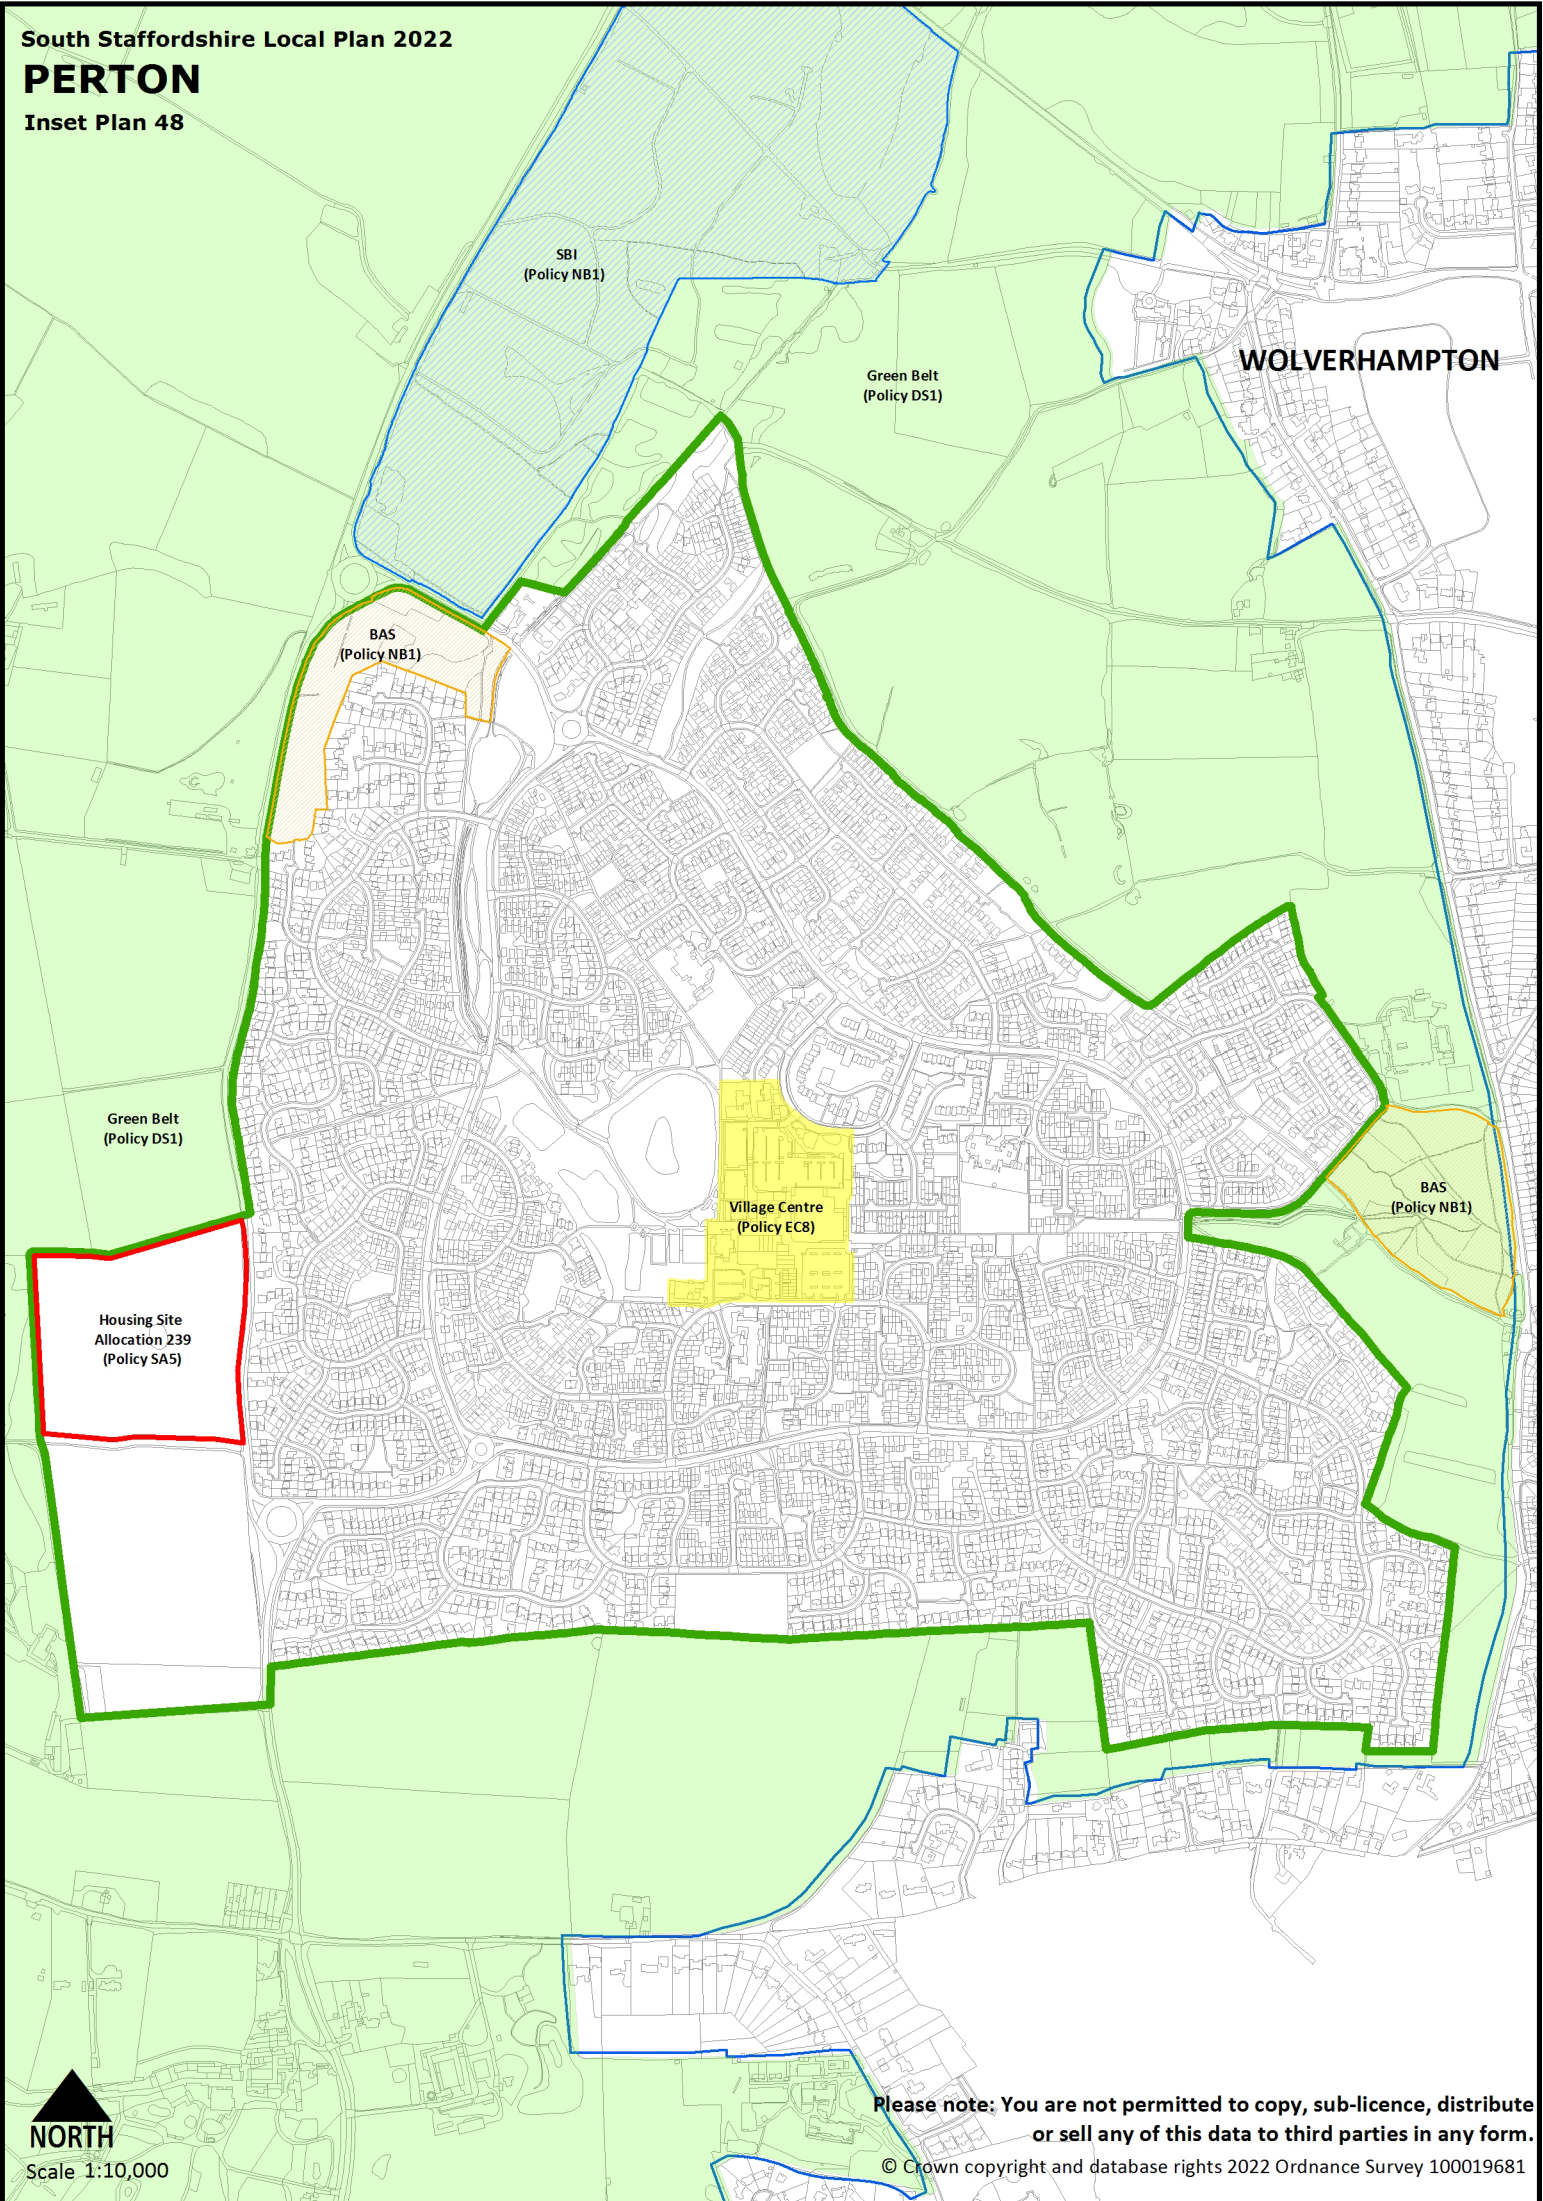 South Staffordshire Local Plan 2022
PERTON
Inset Plan 48
SBI
(Policy NB1)
WOLVERHAMPTON
Green Belt
(Policy DS1)
BAS
(Policy NB1)
Green Belt
(Policy DS1)
BAS
(Policy NB1)
Village Centre
(Policy EC8)
Housing Site
Allocation 239
(Policy SA5)
NORTH
Scale 1:10,000
Please note: You are not permitted to copy, sub-licence, distribute
or sell any of this data to third parties in any form.
© Crown copyright and database rights 2022 Ordnance Survey 100019681